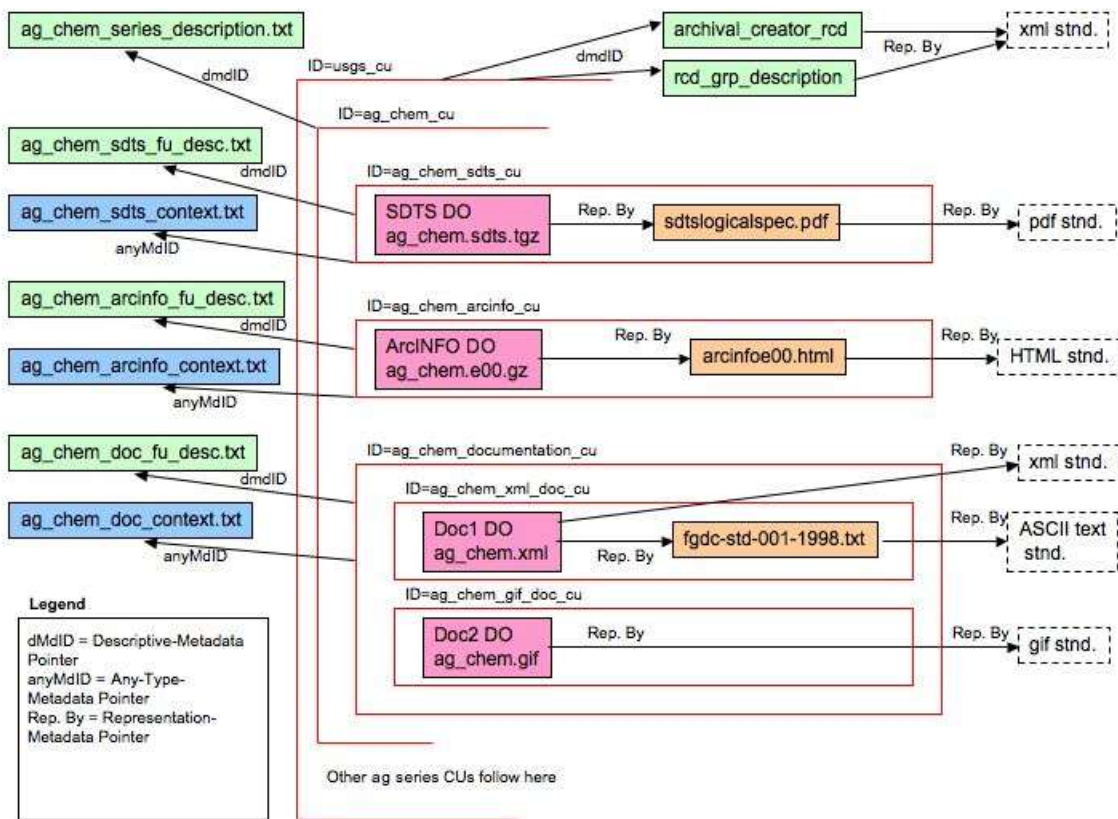 ag_chem_series_description.txt
archival_creator_rcd
Rep. By
xml stnd.
dmdID
ID=usgs_cu
dmdID
rcd_grp_description
ID=ag_chem_cu
ag_chem_sdts_fu_desc.txt
dmdID
ID=ag_chem_sdts_cu
ag_chem_sdts_context.txt
anyMdID
SDTS DO
ag_chem.sdts.tgz
Rep. By
sdtslogicalspec.pdf
Rep. By
pdf stnd.
ag_chem_arcinfo_fu_desc.txt
dmdID
ID=ag_chem_arcinfo_cu
ag_chem_arcinfo_context.txt
anyMdID
ArcINFO DO
ag_chem.e00.gz
Rep. By
arcinfoe00.html
Rep. By
HTML stnd.
ag_chem_doc_fu_desc.txt
dmdID
ID=ag_chem_documentation_cu
Rep. By
xml stnd.
ag_chem_doc_context.txt
anyMdID
ID=ag_chem_xml_doc_cu
Doc1 DO
ag_chem.xml
Rep. By
fgdc-std-001-1998.txt
Rep. By
ASCII text
stnd.
ID=ag_chem_gif_doc_cu
Doc2 DO
ag_chem.gif
Rep. By
Rep. By
gif stnd.
Legend
dMdID = Descriptive-Metadata
Pointer
anyMdID = Any-Type-
Metadata Pointer
Rep. By = Representation-
Metadata Pointer
Other ag series CUs follow here